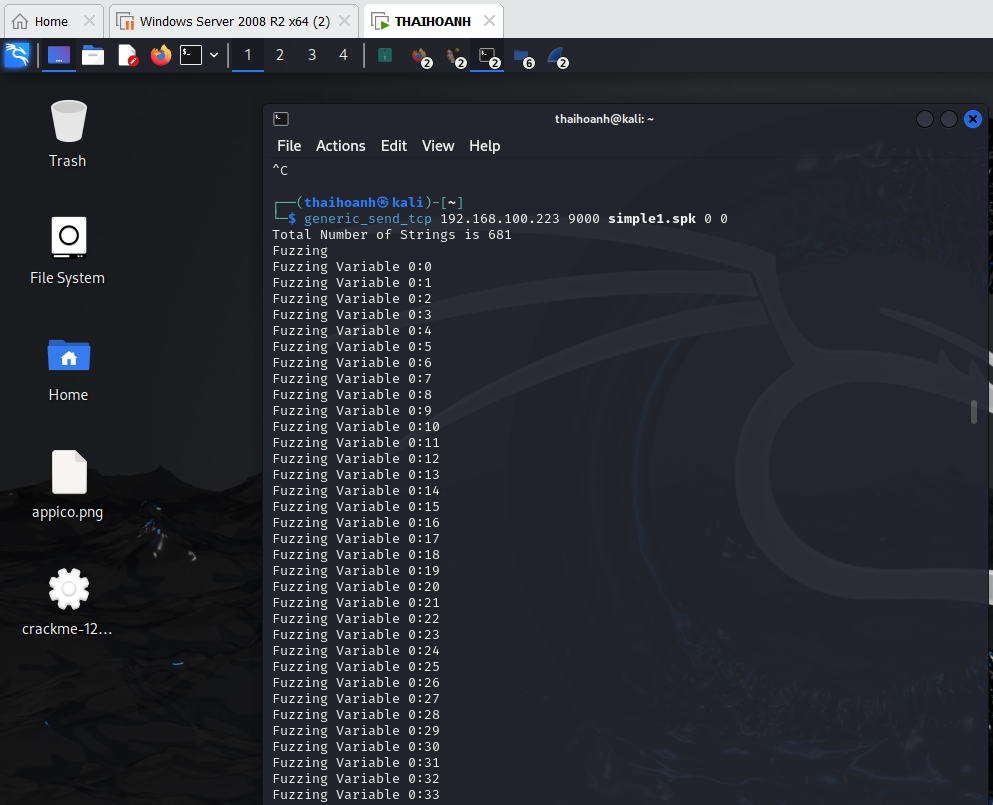 Home
Windows Server 2008 R2 x64 (2)
THAIHOANH
1 2 3 4
2
2
2
6
2
Trash
File System
Home
appico.png
crackme-12...
thaihoanh@kali: ~
File Actions Edit View Help
^C
┌──(thaihoanh㉿kali)-[~]
└─$ generic_send_tcp 192.168.100.223 9000 simple1.spk 0 0
Total Number of Strings is 681
Fuzzing
Fuzzing Variable 0:0
Fuzzing Variable 0:1
Fuzzing Variable 0:2
Fuzzing Variable 0:3
Fuzzing Variable 0:4
Fuzzing Variable 0:5
Fuzzing Variable 0:6
Fuzzing Variable 0:7
Fuzzing Variable 0:8
Fuzzing Variable 0:9
Fuzzing Variable 0:10
Fuzzing Variable 0:11
Fuzzing Variable 0:12
Fuzzing Variable 0:13
Fuzzing Variable 0:14
Fuzzing Variable 0:15
Fuzzing Variable 0:16
Fuzzing Variable 0:17
Fuzzing Variable 0:18
Fuzzing Variable 0:19
Fuzzing Variable 0:20
Fuzzing Variable 0:21
Fuzzing Variable 0:22
Fuzzing Variable 0:23
Fuzzing Variable 0:24
Fuzzing Variable 0:25
Fuzzing Variable 0:26
Fuzzing Variable 0:27
Fuzzing Variable 0:28
Fuzzing Variable 0:29
Fuzzing Variable 0:30
Fuzzing Variable 0:31
Fuzzing Variable 0:32
Fuzzing Variable 0:33